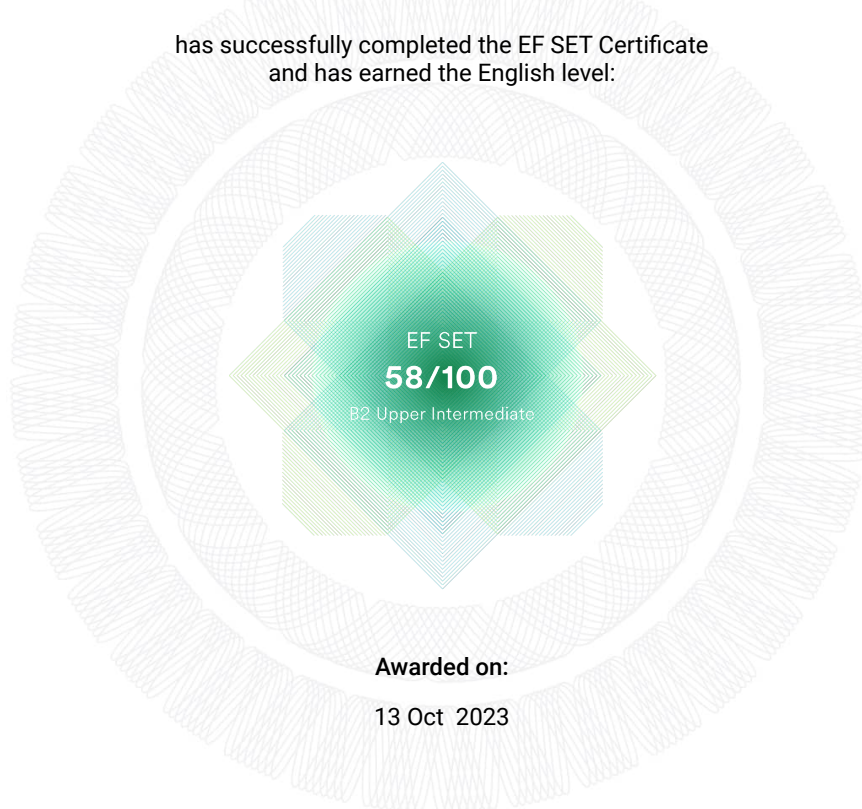 has successfully completed the EF SET Certificate
and has earned the English level:
EF SET
58/100
B2 Upper Intermediate
Awarded on:
13 Oct 2023